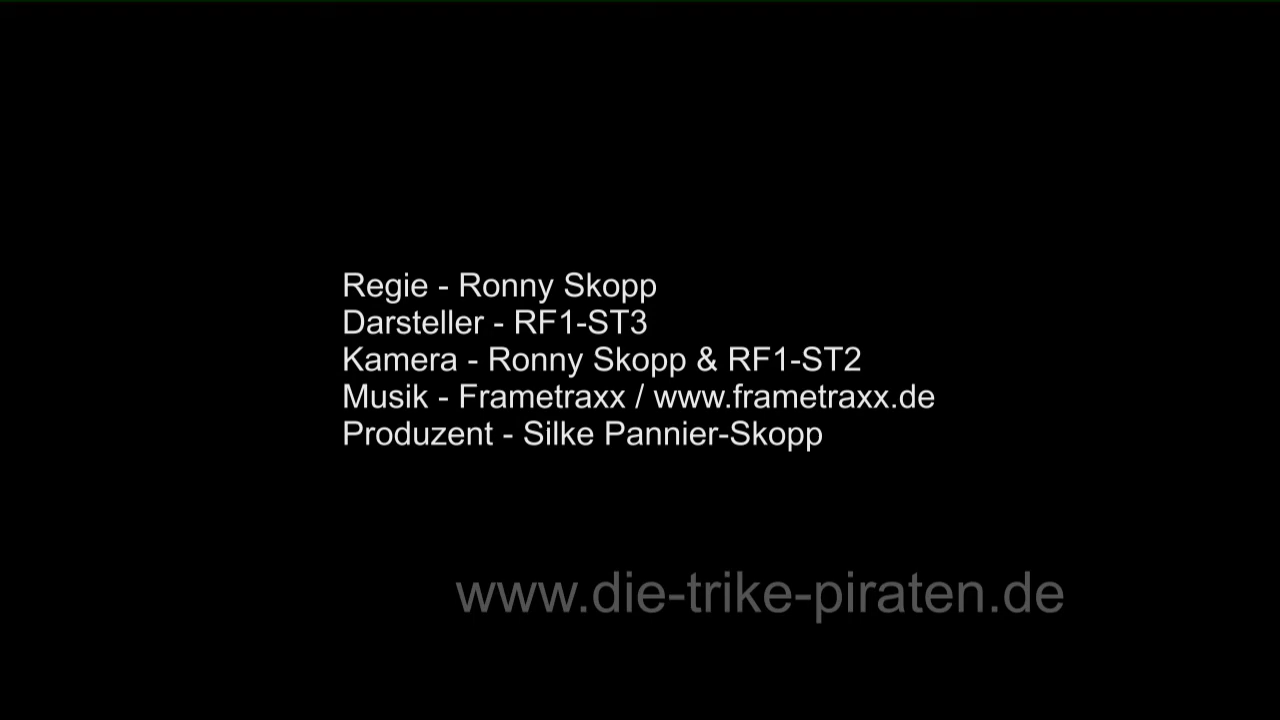 Regie - Ronny Skopp
Darsteller - RF1-ST3
Kamera - Ronny Skopp & RF1-ST2
Musik - Frametraxx / www.frametraxx.de
Produzent - Silke Pannier-Skopp
www.die-trike-piraten.de